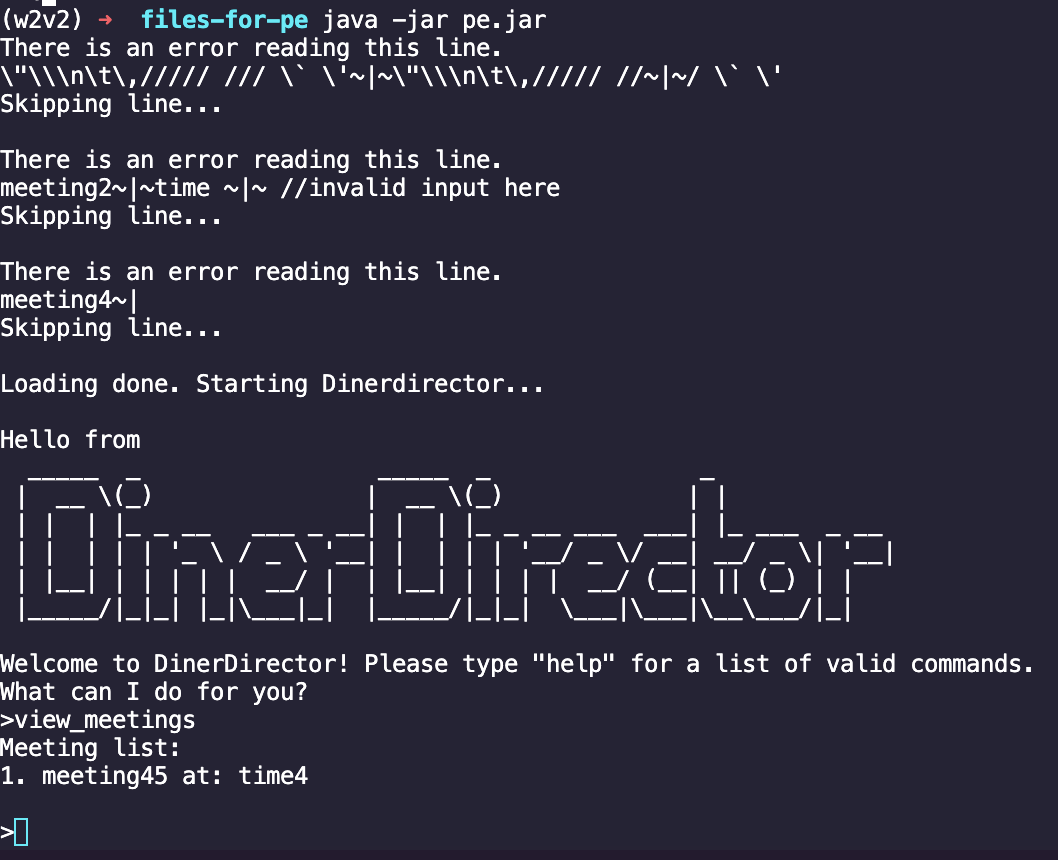 (w2v2) → files-for-pe java -jar pe.jar
There is an error reading this line.
\"\\\n\t\,///// /// \` \'~|~\"\\\n\t\,///// //~|~/ \` \'
Skipping line...
There is an error reading this line.
meeting2~|~time ~|~ //invalid input here
Skipping line...
There is an error reading this line.
meeting4~|
Skipping line...
Loading done. Starting Dinerdirector...
Hello from
DinerDirector
Welcome to DinerDirector! Please type "help" for a list of valid commands.
What can I do for you?
>view_meetings
Meeting list:
1. meeting45 at: time4
>